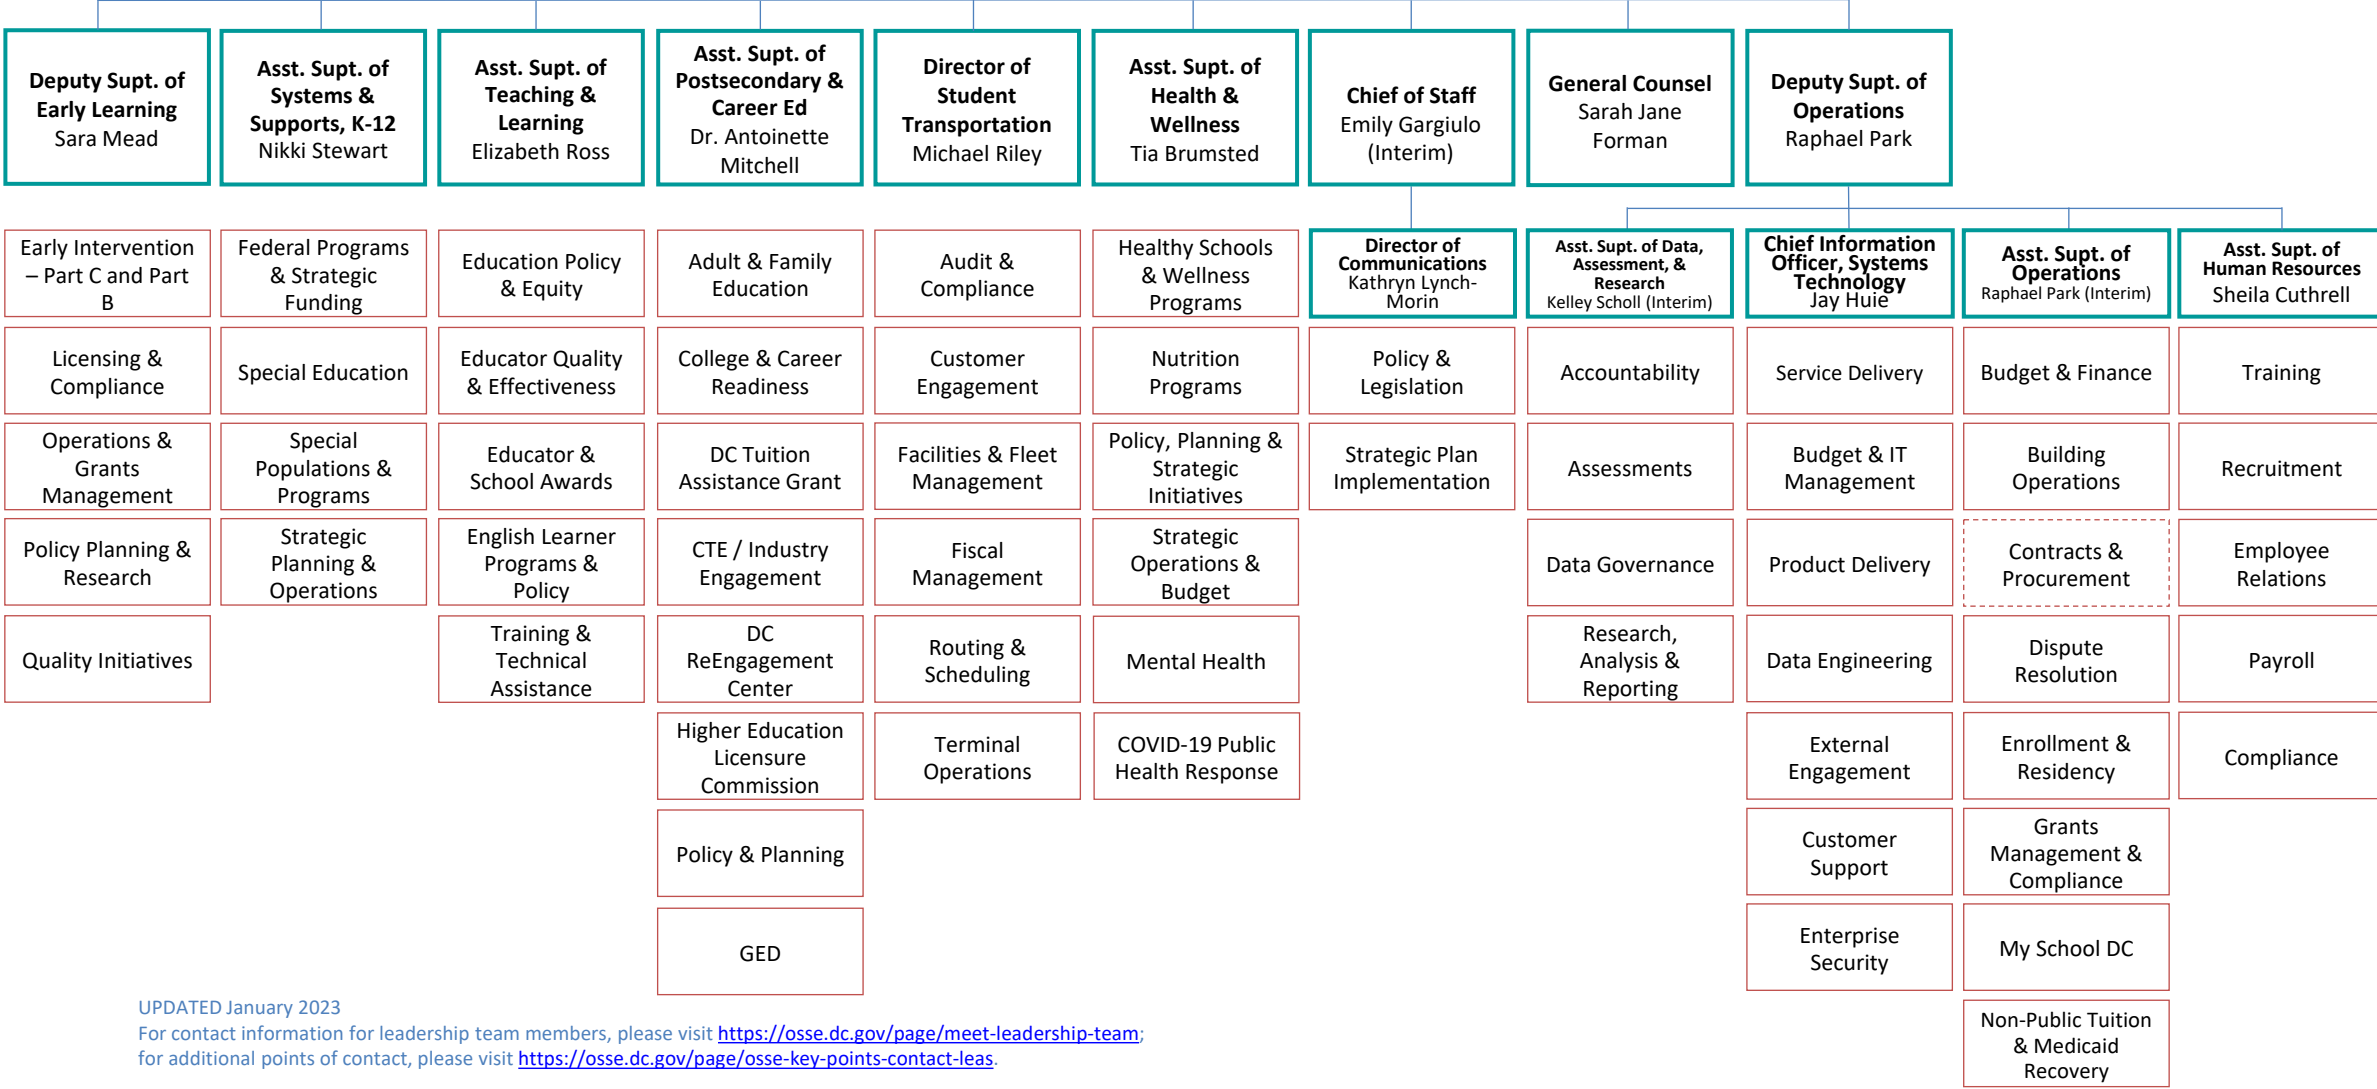 Deputy Supt. of
Early Learning
Sara Mead
Asst. Supt. of
Systems &
Supports, K-12
Nikki Stewart
Asst. Supt. of
Teaching &
Learning
Elizabeth Ross
Asst. Supt. of
Postsecondary &
Career Ed
Dr. Antoinette
Mitchell
Director of
Student
Transportation
Michael Riley
Asst. Supt. of
Health &
Wellness
Tia Brumsted
Chief of Staff
Emily Gargiulo
(Interim)
General Counsel
Sarah Jane
Forman
Deputy Supt. of
Operations
Raphael Park
Early Intervention
– Part C and Part
B
Licensing &
Compliance
Operations &
Grants
Management
Policy Planning &
Research
Quality Initiatives
Federal Programs
& Strategic
Funding
Special Education
Special
Populations &
Programs
Strategic
Planning &
Operations
Education Policy
& Equity
Educator Quality
& Effectiveness
Educator &
School Awards
English Learner
Programs &
Policy
Training &
Technical
Assistance
Adult & Family
Education
College & Career
Readiness
DC Tuition
Assistance Grant
CTE / Industry
Engagement
DC
ReEngagement
Center
Higher Education
Licensure
Commission
Policy & Planning
GED
Audit &
Compliance
Customer
Engagement
Facilities & Fleet
Management
Fiscal
Management
Routing &
Scheduling
Terminal
Operations
Healthy Schools
& Wellness
Programs
Nutrition
Programs
Policy, Planning &
Strategic
Initiatives
Strategic
Operations &
Budget
Mental Health
COVID-19 Public
Health Response
Director of
Communications
Kathryn Lynch-
Morin
Policy &
Legislation
Strategic Plan
Implementation
Asst. Supt. of Data,
Assessment, &
Research
Kelley Scholl (Interim)
Accountability
Assessments
Data Governance
Research,
Analysis &
Reporting
Chief Information
Officer, Systems
Technology
Jay Huie
Service Delivery
Budget & IT
Management
Product Delivery
Data Engineering
External
Engagement
Customer
Support
Enterprise
Security
Asst. Supt. of
Operations
Raphael Park (Interim)
Budget & Finance
Building
Operations
Contracts &
Procurement
Dispute
Resolution
Enrollment &
Residency
Grants
Management &
Compliance
My School DC
Non-Public Tuition
& Medicaid
Recovery
Asst. Supt. of
Human Resources
Sheila Cuthrell
Training
Recruitment
Employee
Relations
Payroll
Compliance
UPDATED January 2023
For contact information for leadership team members, please visit https://osse.dc.gov/page/meet-leadership-team;
for additional points of contact, please visit https://osse.dc.gov/page/osse-key-points-contact-leas.